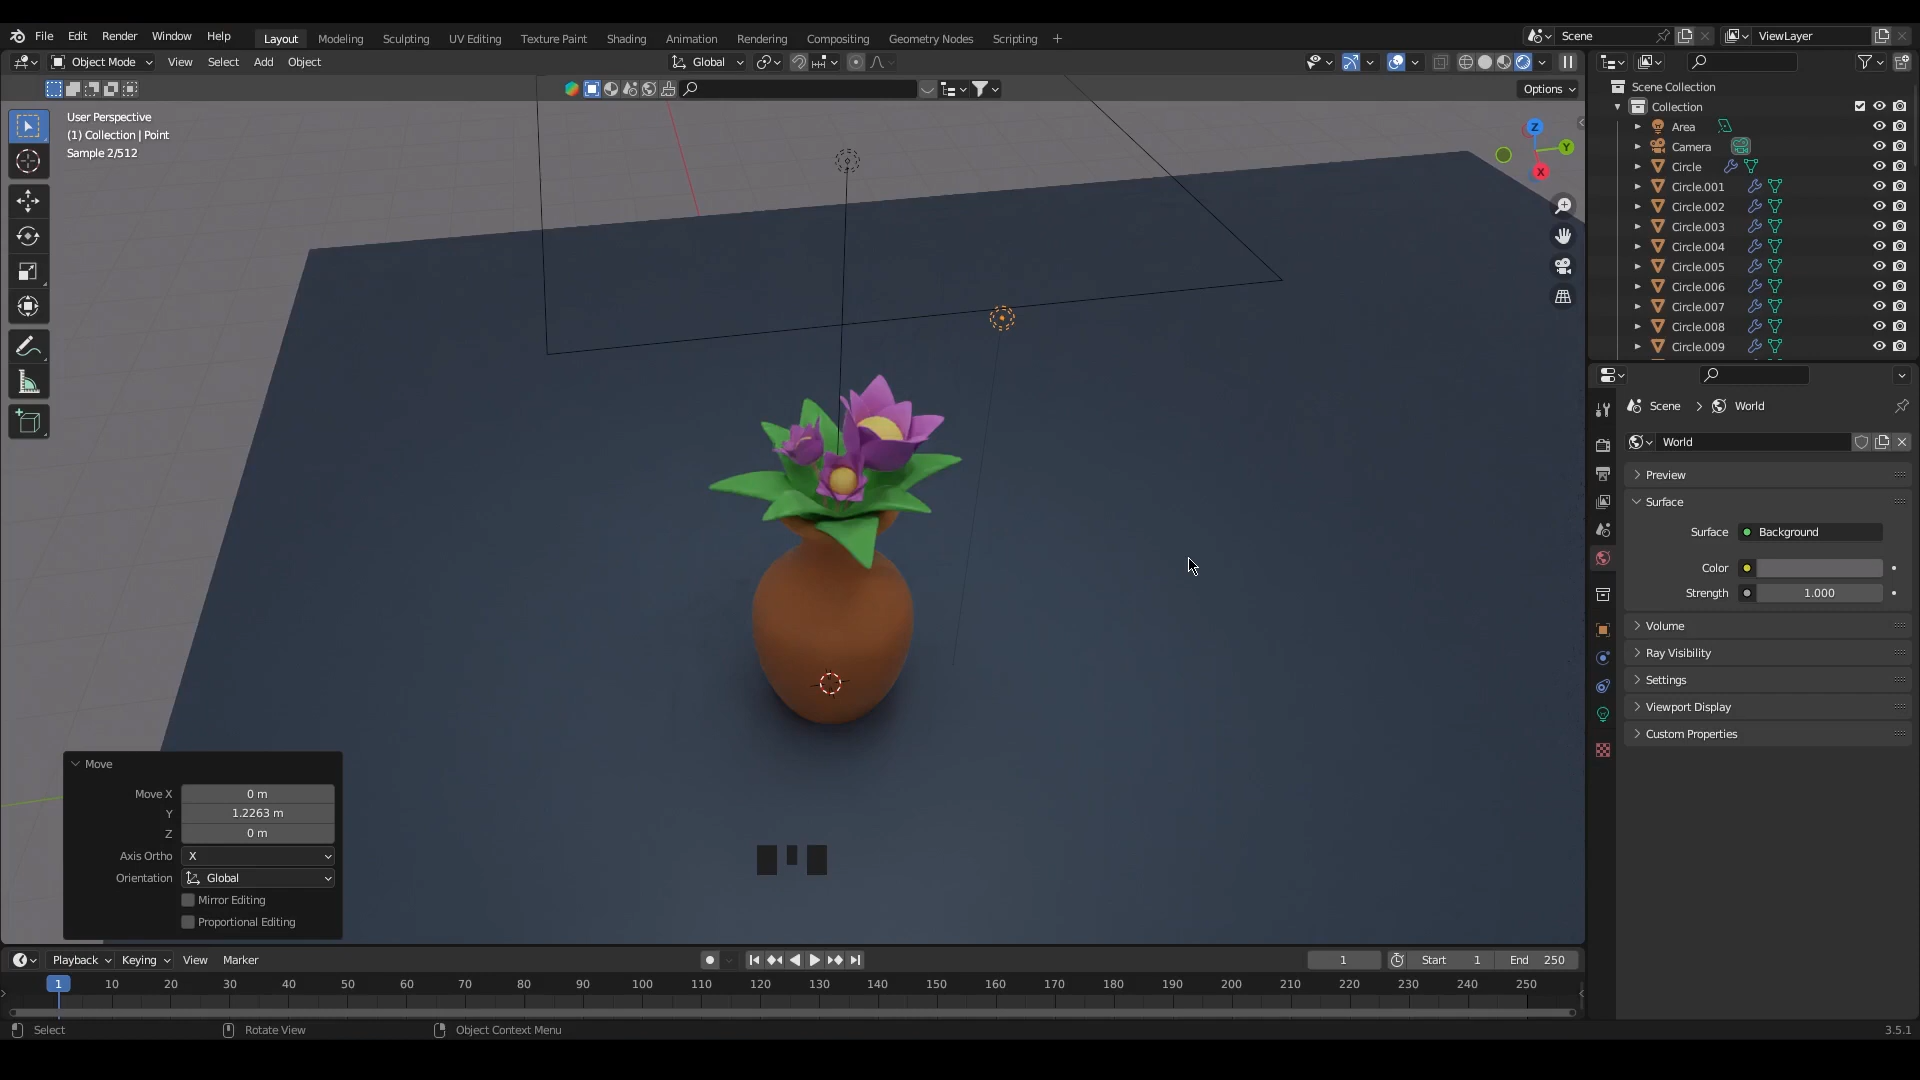 File Edit Render Window Help
Layout Modeling Sculpting UV Editing Texture Paint Shading Animation Rendering Compositing Geometry Nodes Scripting +
Scene ViewLayer
Object Mode View Select Add Object
Global
Options
User Perspective
(1) Collection | Point
Sample 2/512
Z
Y
X
Scene Collection
Collection
Area
Camera
Circle
Circle.001
Circle.002
Circle.003
Circle.004
Circle.005
Circle.006
Circle.007
Circle.008
Circle.009
Scene > World
World
Preview
Surface
Surface Background
Color
Strength 1.000
Volume
Ray Visibility
Settings
Viewport Display
Custom Properties
Move
Move X 0 m
Y 1.2263 m
Z 0 m
Axis Ortho X
Orientation Global
Mirror Editing
Proportional Editing
Playback Keying View Marker
1 Start 1 End 250
1 10 20 30 40 50 60 70 80 90 100 110 120 130 140 150 160 170 180 190 200 210 220 230 240 250
Select Rotate View Object Context Menu
3.5.1